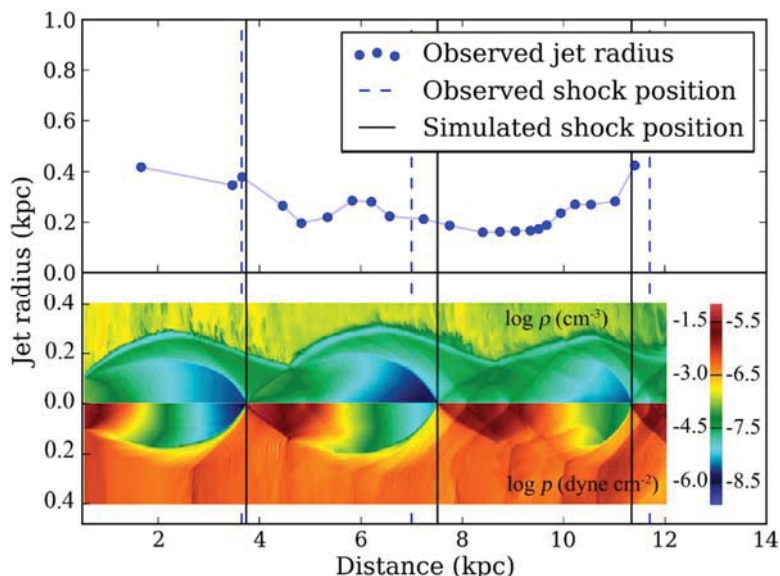 1.0
0.8
0.6
0.4
0.2
0.0
Observed jet radius
Observed shock position
Simulated shock position
Jet radius (kpc)
0.4
0.2
0.0
0.2
0.4
log ρ (cm⁻³)
log p (dyne cm⁻²)
-1.5
-3.0
-4.5
-6.0
-5.5
-6.5
-7.5
-8.5
2 4 6 8 10 12 14
Distance (kpc)